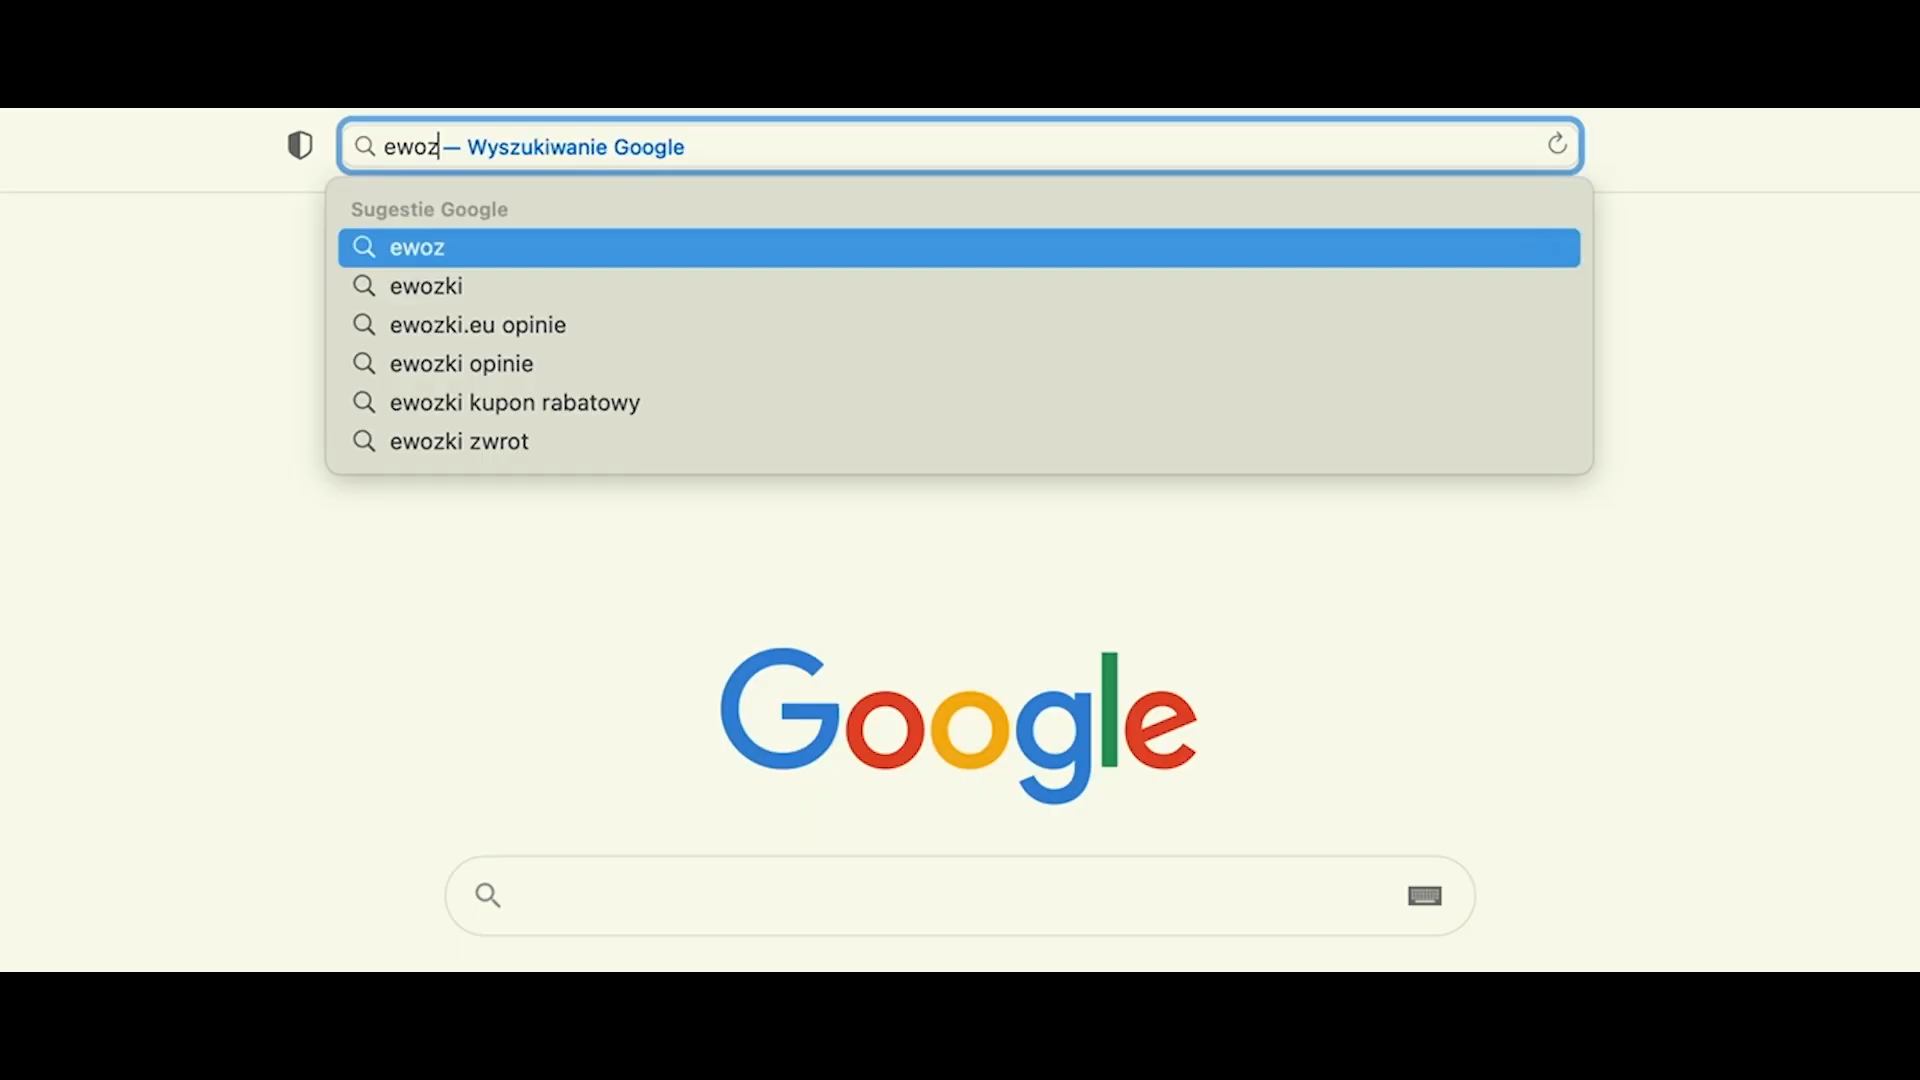 ewoz — Wyszukiwanie Google
Sugestie Google
ewoz
ewozki
ewozki.eu opinie
ewozki opinie
ewozki kupon rabatowy
ewozki zwrot
Google